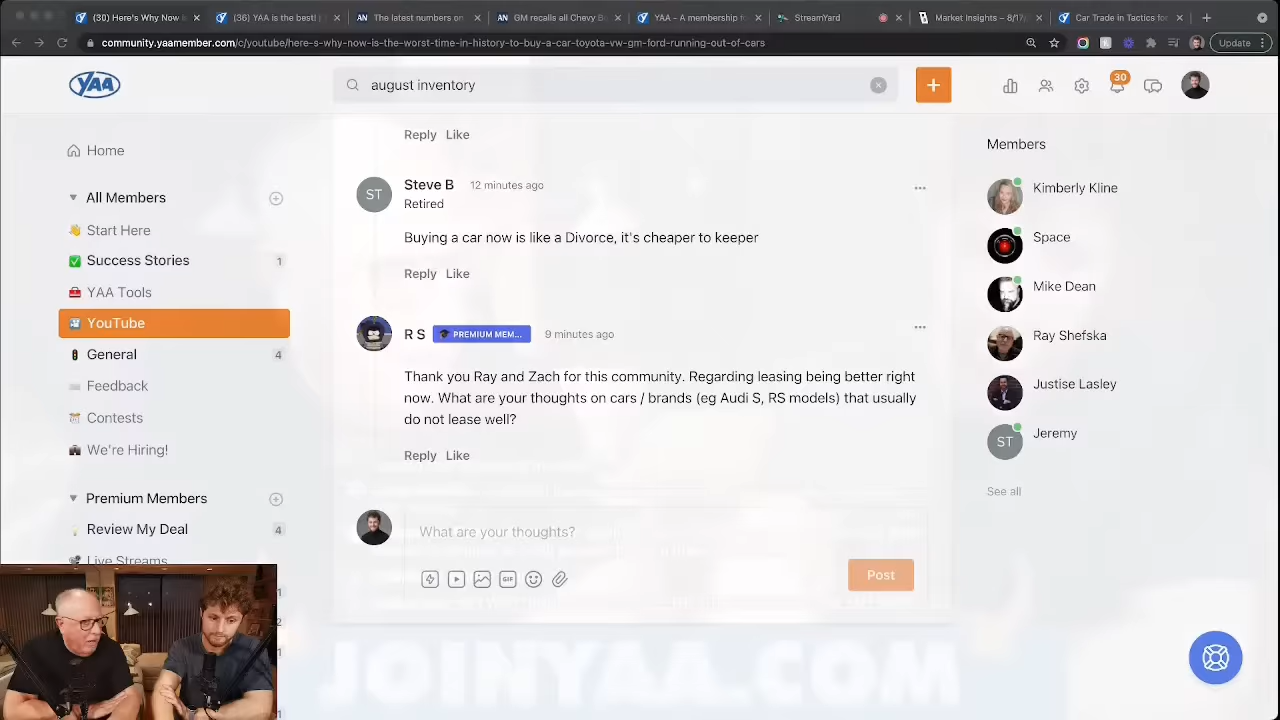 (30) Here's Why Now is
(36) YAA is the best! |
The latest numbers on
GM recalls all Chevy Bo
YAA - A membership fo
StreamYard
Market Insights – 8/17/
Car Trade in Tactics for
community.yaamember.com/c/youtube/here-s-why-now-is-the-worst-time-in-history-to-buy-a-car-toyota-vw-gm-ford-running-out-of-cars
Update
YAA
august inventory
30
Home
All Members
Start Here
Success Stories 1
YAA Tools
YouTube
General 4
Feedback
Contests
We're Hiring!
Premium Members
Review My Deal 4
Live Streams
Reply Like
ST
Steve B 12 minutes ago
Retired
Buying a car now is like a Divorce, it's cheaper to keeper
Reply Like
R S PREMIUM MEM... 9 minutes ago
Thank you Ray and Zach for this community. Regarding leasing being better right
now. What are your thoughts on cars / brands (eg Audi S, RS models) that usually
do not lease well?
Reply Like
What are your thoughts?
GIF
Post
Members
Kimberly Kline
Space
Mike Dean
Ray Shefska
Justise Lasley
ST Jeremy
See all
JOINYAA.COM